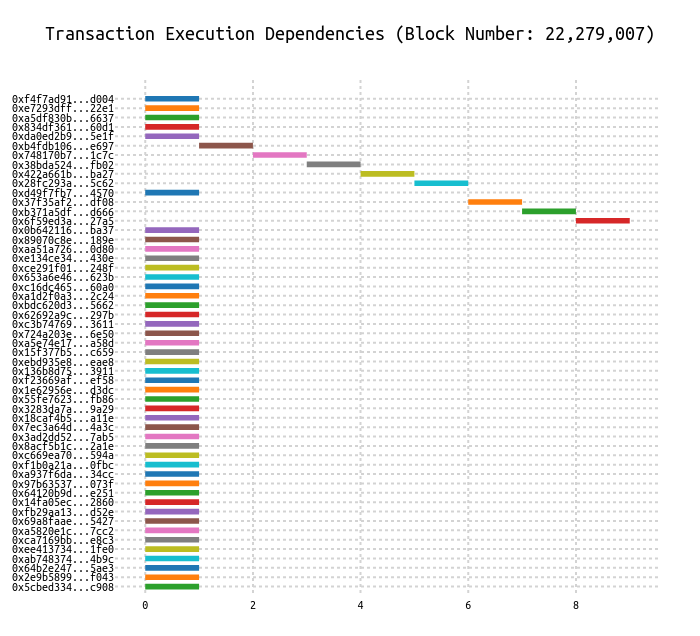 Transaction Execution Dependencies (Block Number: 22,279,007)
0xf4f7ad91...d004
0xe7293dff...22e1
0xa5df830b...6637
0x834df361...60d1
0xda0ed2b9...5e1f
0xb4fdb106...e697
0x748170b7...1c7c
0x38bda524...fb02
0x422a661b...ba27
0x28fc293a...5c62
0xd49f7fb7...4570
0x37f35af2...df08
0xb371a5df...d666
0x6f59ed3a...27a5
0x0b642116...ba37
0x89070c8e...189e
0xaa51a726...0d80
0xe134ce34...430e
0xce291f01...248f
0x653a6e46...623b
0xc16dc465...60a0
0xa1d2f0a3...2c24
0xbdc620d3...5662
0x62692a9c...297b
0xc3b74769...3611
0x724a203e...6e50
0xa5e74e17...a58d
0x15f377b5...c659
0xebd935e8...eae8
0x136b8d75...3911
0xf23669af...ef58
0x1e62956e...d3dc
0x55fe7623...fb86
0x3283da7a...9a29
0x18caf4b5...a11e
0x7ec3a64d...4a3c
0x3ad2dd52...7ab5
0x8acf5b1c...2a1e
0xc669ea70...594a
0xf1b0a21a...0fbc
0xa937f6da...34cc
0x97b63537...073f
0x64120b9d...e251
0x14fa05ec...2860
0xfb29aa13...d52e
0x69a8faae...5427
0xa5820e1c...7cc2
0xca7169bb...e8c3
0xee413734...1fe0
0xab748374...4b9c
0x64b2e247...5ae3
0x2e9b5899...f043
0x5cbed334...c908
0 2 4 6 8